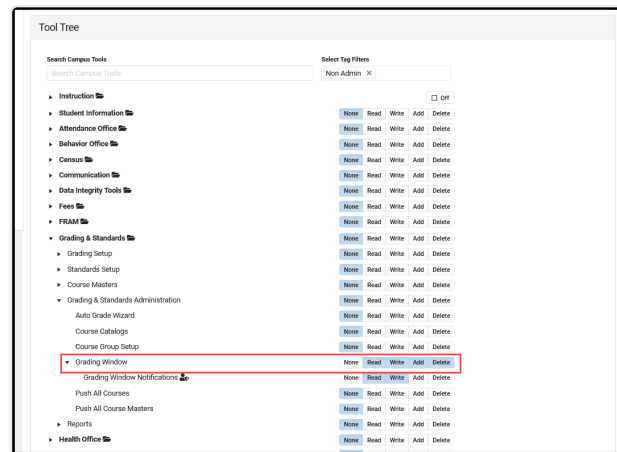 Tool Tree
Search Campus Tools Select Tag Filters
Search Campus Tools Non Admin ×
Instruction Off
Student Information None Read Write Add Delete
Attendance Office None Read Write Add Delete
Behavior Office None Read Write Add Delete
Census None Read Write Add Delete
Communication None Read Write Add Delete
Data Integrity Tools None Read Write Add Delete
Fees None Read Write Add Delete
FRAM None Read Write Add Delete
Grading & Standards None Read Write Add Delete
Grading Setup None Read Write Add Delete
Standards Setup None Read Write Add Delete
Course Masters None Read Write Add Delete
Grading & Standards Administration None Read Write Add Delete
Auto Grade Wizard None Read Write Add Delete
Course Catalogs None Read Write Add Delete
Course Group Setup None Read Write Add Delete
Grading Window None Read Write Add Delete
Grading Window Notifications None Read Write Add Delete
Push All Courses None Read Write Add Delete
Push All Course Masters None Read Write Add Delete
Reports None Read Write Add Delete
Health Office None Read Write Add Delete